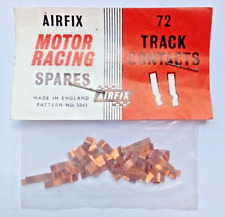 AIRFIX 72
MOTOR TRACK
RACING CONTACTS
SPARES
MADE IN ENGLAND
PATTERN NO. 5043
AIRFIX